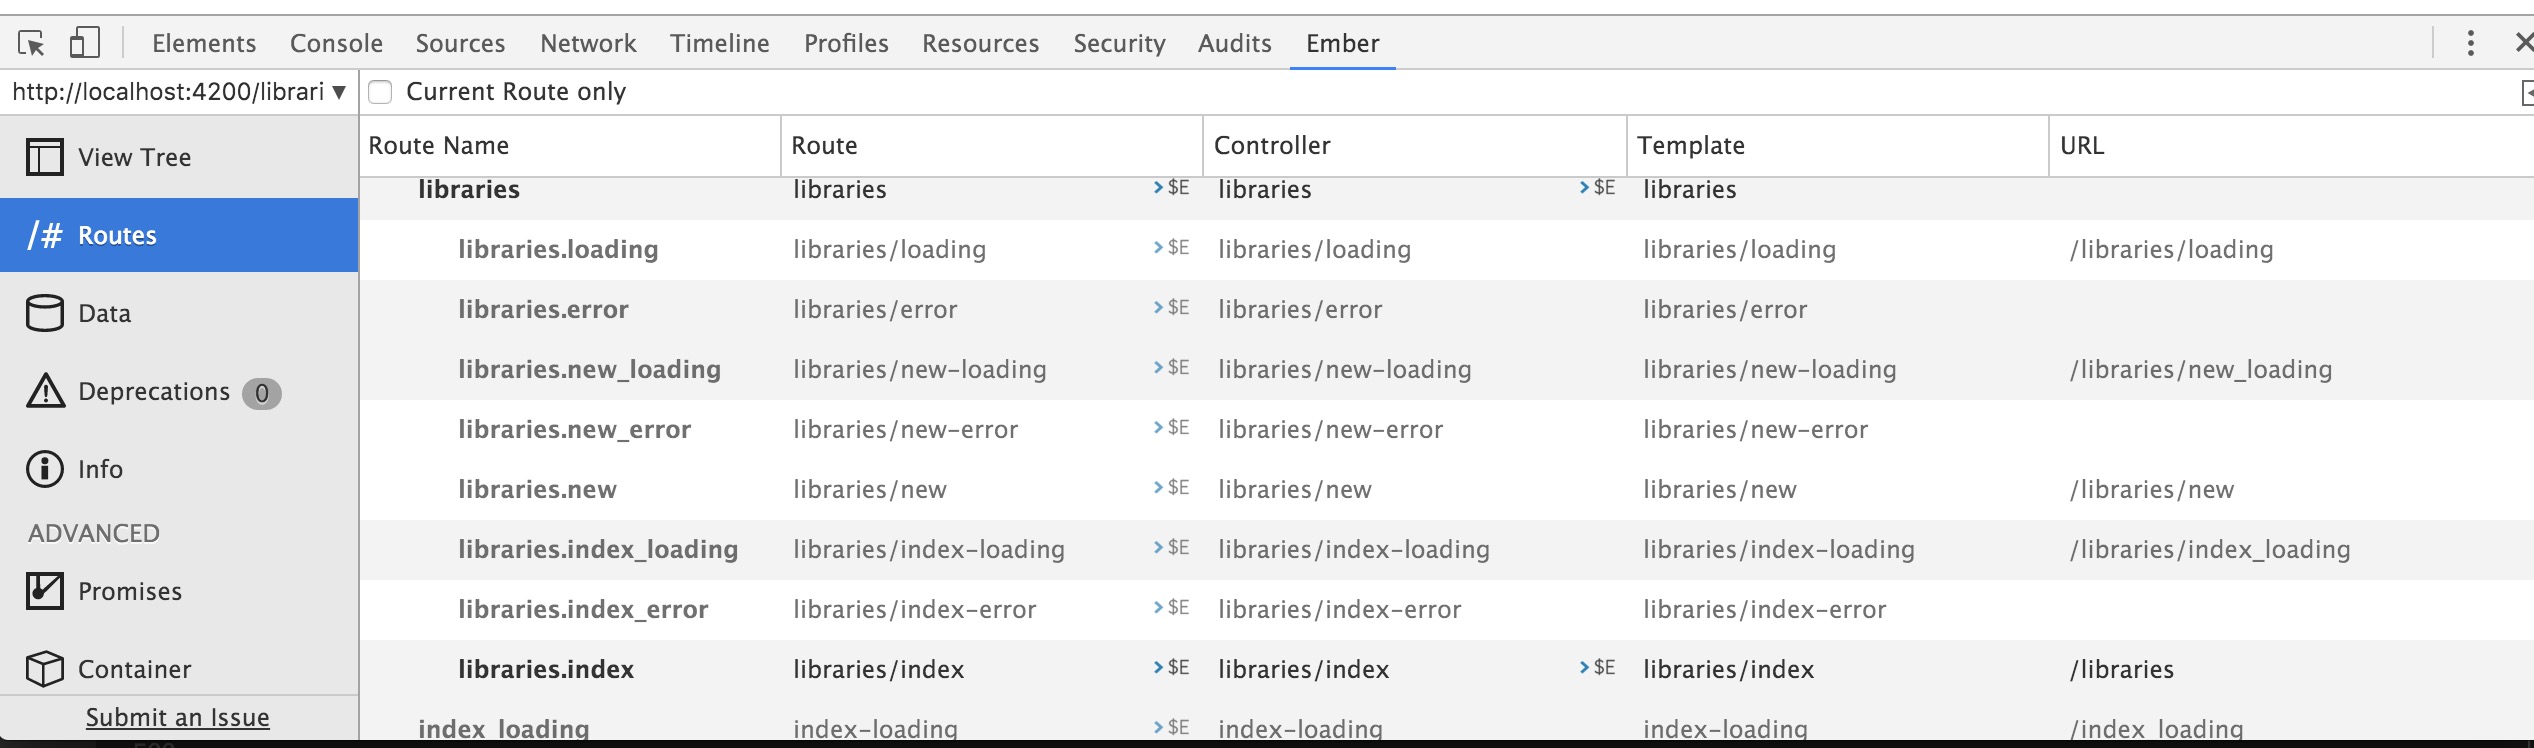 Elements Console Sources Network Timeline Profiles Resources Security Audits Ember
http://localhost:4200/librari ▼ Current Route only
Route Name Route Controller Template URL
View Tree
/# Routes
Data
Deprecations 0
Info
ADVANCED
Promises
Container
Submit an Issue
libraries libraries >$E libraries >$E libraries
libraries.loading libraries/loading >$E libraries/loading libraries/loading /libraries/loading
libraries.error libraries/error >$E libraries/error libraries/error
libraries.new_loading libraries/new-loading >$E libraries/new-loading libraries/new-loading /libraries/new_loading
libraries.new_error libraries/new-error >$E libraries/new-error libraries/new-error
libraries.new libraries/new >$E libraries/new libraries/new /libraries/new
libraries.index_loading libraries/index-loading >$E libraries/index-loading libraries/index-loading /libraries/index_loading
libraries.index_error libraries/index-error >$E libraries/index-error libraries/index-error
libraries.index libraries/index >$E libraries/index >$E libraries/index /libraries
index_loading index-loading >$E index-loading index-loading /index_loading